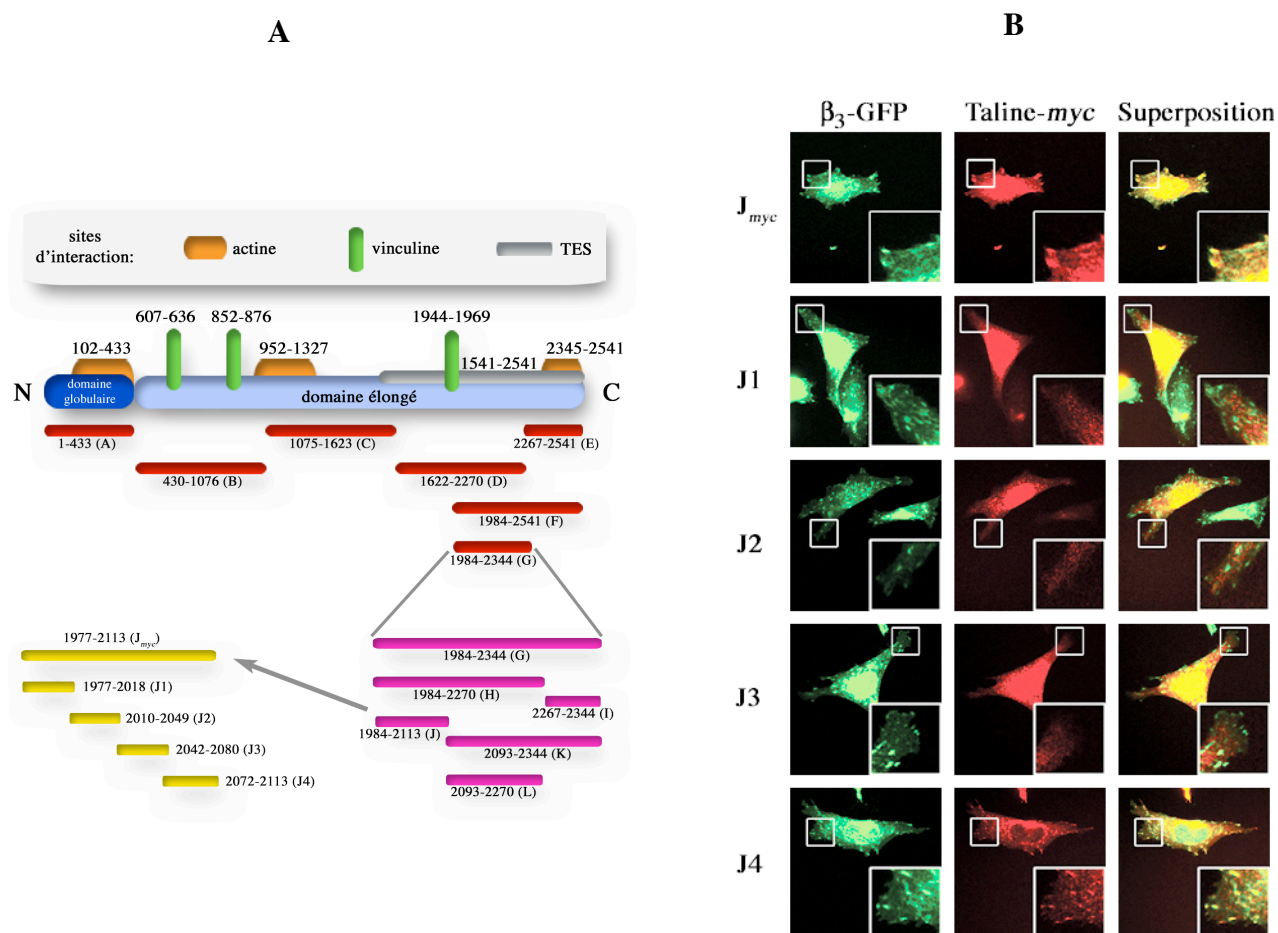 A
sites
d'interaction:
actine
vinculine
TES
607-636
852-876
1944-1969
102-433
952-1327
1541-2541
2345-2541
N
domaine
globulaire
domaine élongé
C
1-433 (A)
1075-1623 (C)
2267-2541 (E)
430-1076 (B)
1622-2270 (D)
1984-2541 (F)
1984-2344 (G)
1984-2344 (G)
1984-2270 (H)
2267-2344 (I)
1984-2113 (J)
2093-2344 (K)
2093-2270 (L)
1977-2113 (Jmyc)
1977-2018 (J1)
2010-2049 (J2)
2042-2080 (J3)
2072-2113 (J4)
B
β3-GFP Taline-myc Superposition
Jmyc
J1
J2
J3
J4